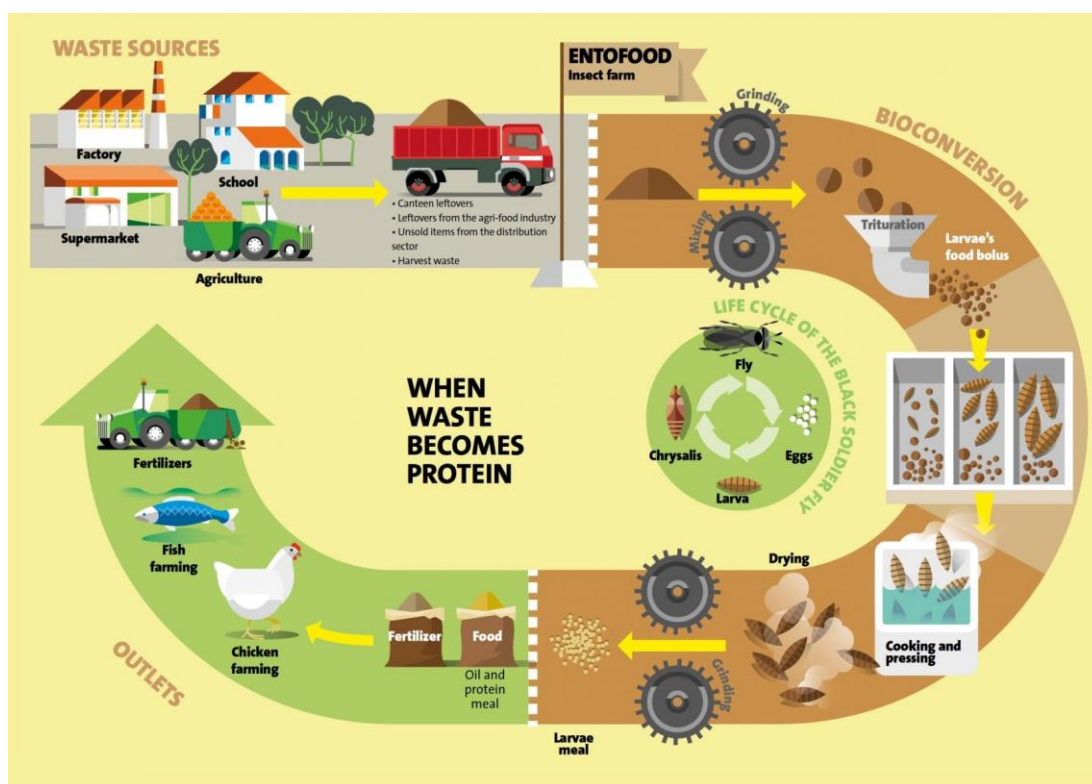 WASTE SOURCES
Factory
School
Supermarket
Agriculture
• Canteen leftovers
• Leftovers from the agri-food industry
• Unsold items from the distribution
sector
• Harvest waste
ENTOFOOD
Insect farm
Grinding
Mixing
BIOCONVERSION
Trituration
Larvae's
food bolus
LIFE CYCLE OF THE BLACK SOLDIER FLY
Fly
Eggs
Larva
Chrysalis
WHEN
WASTE
BECOMES
PROTEIN
Cooking and
pressing
Drying
Grinding
Larvae
meal
Food
Oil and
protein
meal
Fertilizer
Chicken
farming
Fish
farming
Fertilizers
OUTLETS